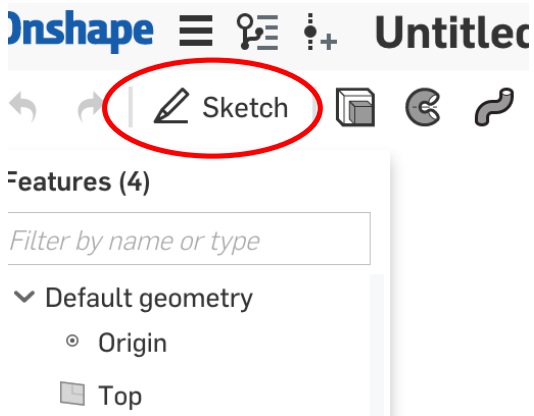 Onshape Untitled
Sketch
Features (4)
Filter by name or type
Default geometry
Origin
Top